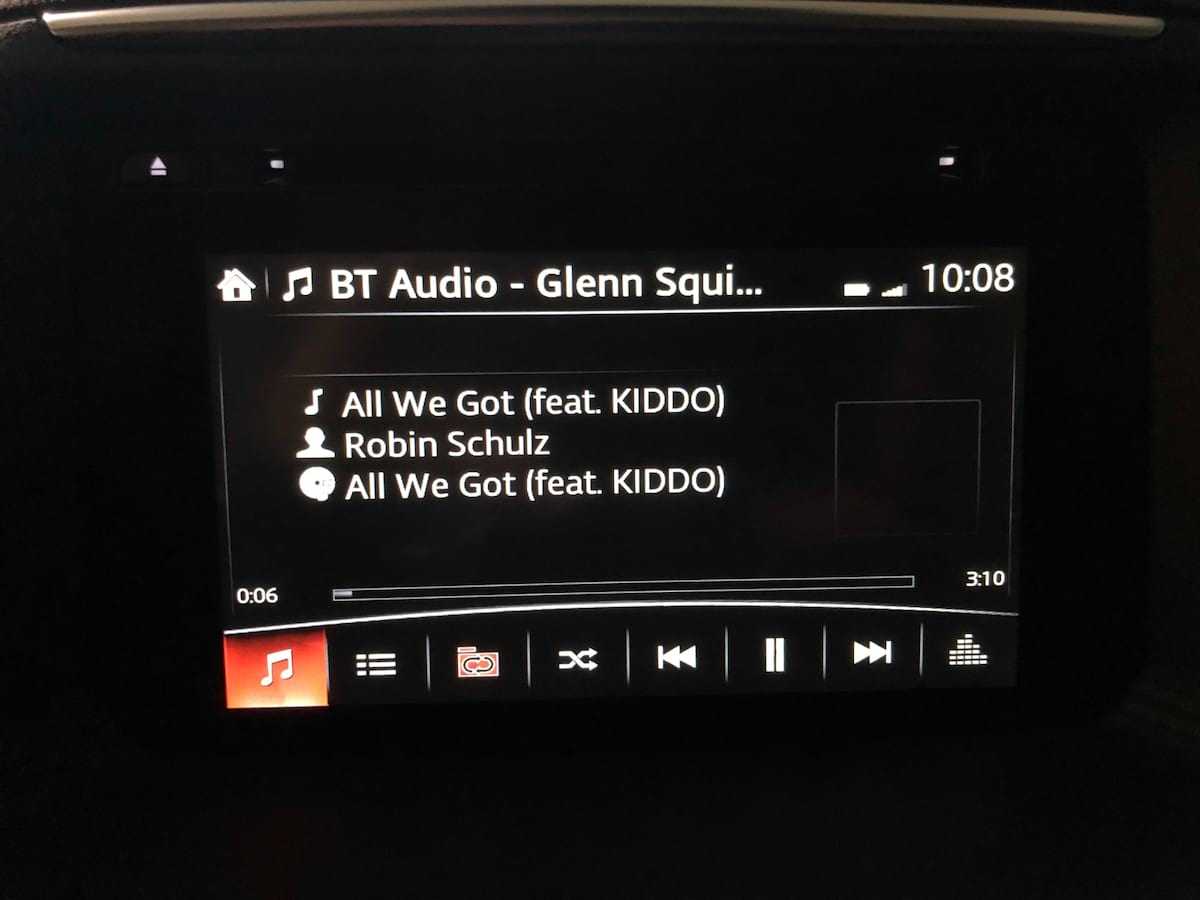 BT Audio - Glenn Squi... 10:08
All We Got (feat. KIDDO)
Robin Schulz
All We Got (feat. KIDDO)
0:06 3:10